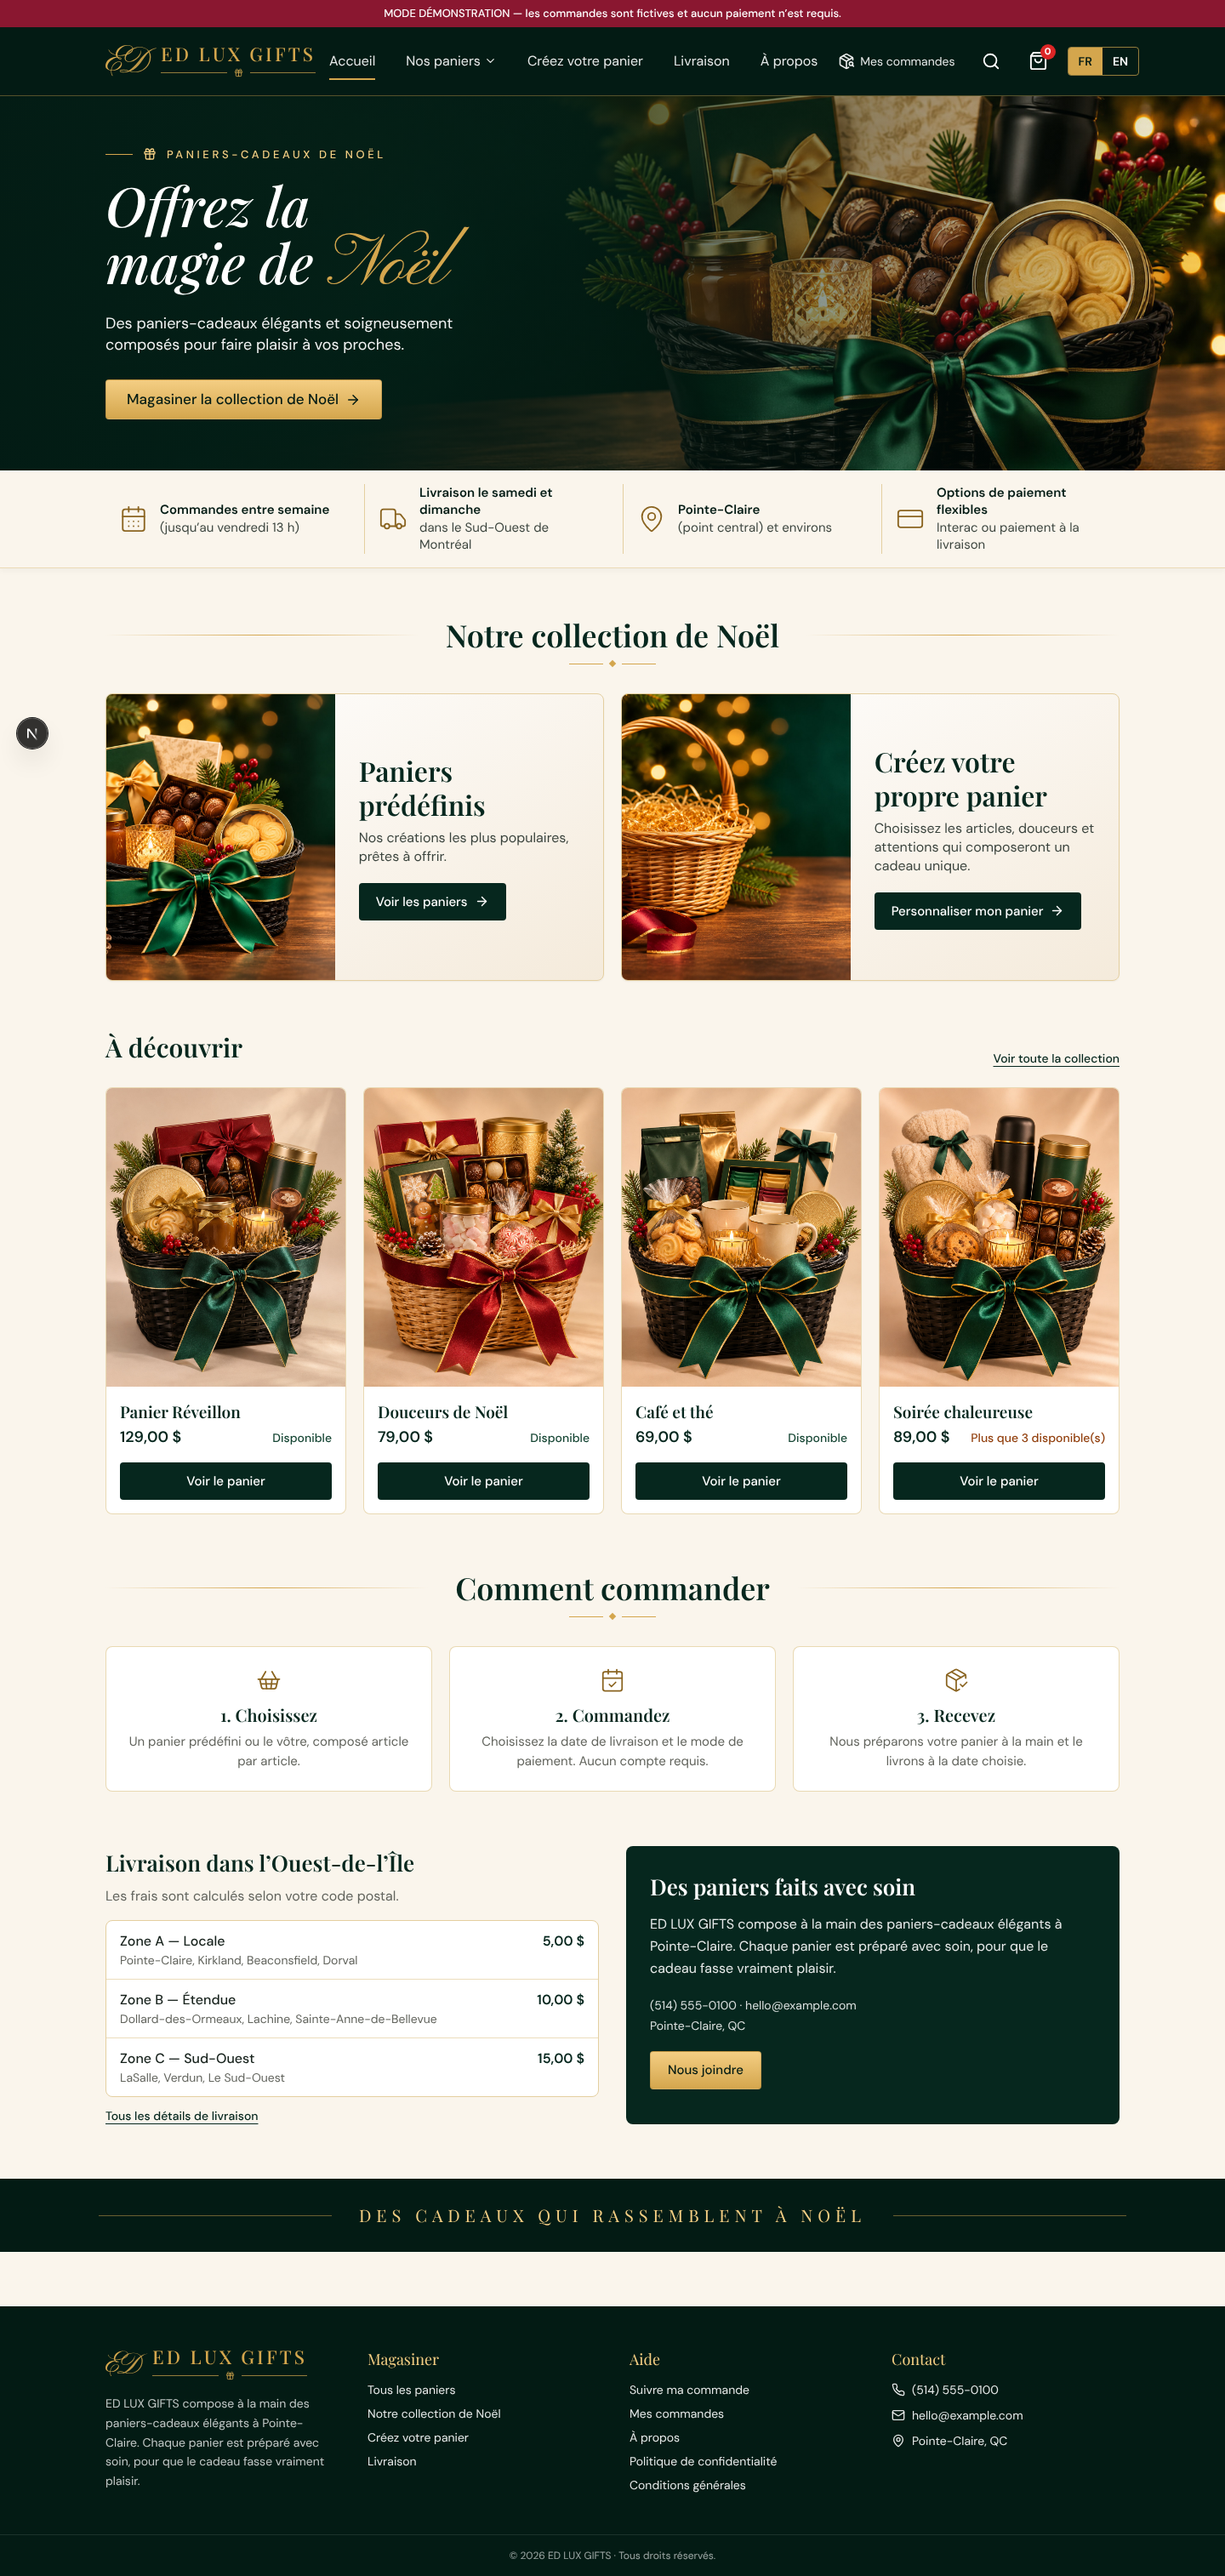 MODE DÉMONSTRATION — les commandes sont fictives et aucun paiement n’est requis.
ED ED LUX GIFTS
Accueil
Nos paniers
Créez votre panier
Livraison
À propos
Mes commandes
0
FR
EN
PANIERS-CADEAUX DE NOËL
Offrez la
magie de Noël
Des paniers-cadeaux élégants et soigneusement
composés pour faire plaisir à vos proches.
Magasiner la collection de Noël
Commandes entre semaine
(jusqu’au vendredi 13 h)
Livraison le samedi et
dimanche
dans le Sud-Ouest de
Montréal
Pointe-Claire
(point central) et environs
Options de paiement
flexibles
Interac ou paiement à la
livraison
Notre collection de Noël
N
Paniers
prédéfinis
Nos créations les plus populaires,
prêtes à offrir.
Voir les paniers
Créez votre
propre panier
Choisissez les articles, douceurs et
attentions qui composeront un
cadeau unique.
Personnaliser mon panier
À découvrir
Voir toute la collection
Panier Réveillon
129,00 $
Disponible
Voir le panier
Douceurs de Noël
79,00 $
Disponible
Voir le panier
Café et thé
69,00 $
Disponible
Voir le panier
Soirée chaleureuse
89,00 $
Plus que 3 disponible(s)
Voir le panier
Comment commander
1. Choisissez
Un panier prédéfini ou le vôtre, composé article
par article.
2. Commandez
Choisissez la date de livraison et le mode de
paiement. Aucun compte requis.
3. Recevez
Nous préparons votre panier à la main et le
livrons à la date choisie.
Livraison dans l’Ouest-de-l’Île
Les frais sont calculés selon votre code postal.
Zone A — Locale
5,00 $
Pointe-Claire, Kirkland, Beaconsfield, Dorval
Zone B — Étendue
10,00 $
Dollard-des-Ormeaux, Lachine, Sainte-Anne-de-Bellevue
Zone C — Sud-Ouest
15,00 $
LaSalle, Verdun, Le Sud-Ouest
Tous les détails de livraison
Des paniers faits avec soin
ED LUX GIFTS compose à la main des paniers-cadeaux élégants à
Pointe-Claire. Chaque panier est préparé avec soin, pour que le
cadeau fasse vraiment plaisir.
(514) 555-0100 · hello@example.com
Pointe-Claire, QC
Nous joindre
DES CADEAUX QUI RASSEMBLENT À NOËL
ED ED LUX GIFTS
ED LUX GIFTS compose à la main des
paniers-cadeaux élégants à Pointe-
Claire. Chaque panier est préparé avec
soin, pour que le cadeau fasse vraiment
plaisir.
Magasiner
Tous les paniers
Notre collection de Noël
Créez votre panier
Livraison
Aide
Suivre ma commande
Mes commandes
À propos
Politique de confidentialité
Conditions générales
Contact
(514) 555-0100
hello@example.com
Pointe-Claire, QC
© 2026 ED LUX GIFTS · Tous droits réservés.